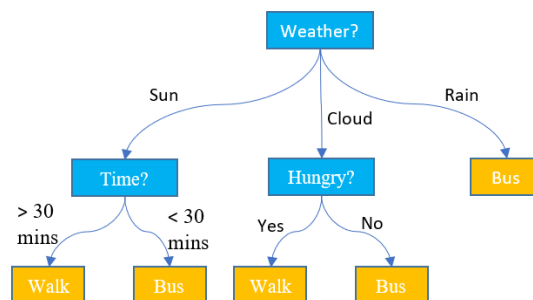 Weather?
Sun
Cloud
Rain
Time?
Hungry?
Bus
> 30
mins
< 30
mins
Yes
No
Walk
Bus
Walk
Bus